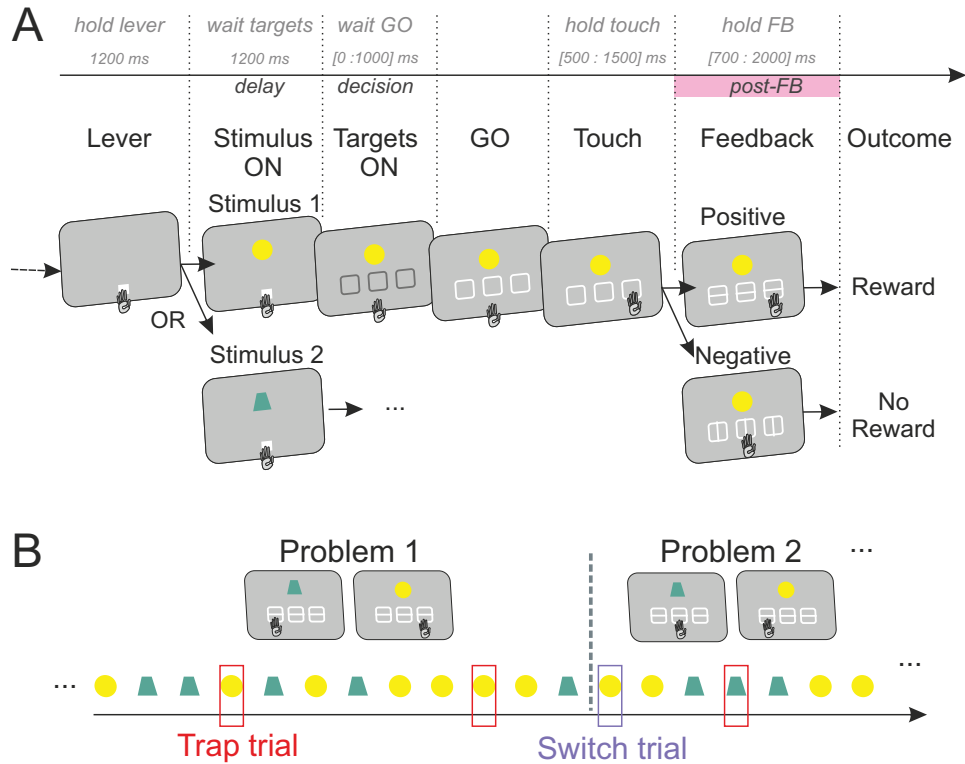 A
hold lever wait targets wait GO hold touch hold FB
1200 ms 1200 ms [0 :1000] ms [500 : 1500] ms [700 : 2000] ms
delay decision post-FB
Lever Stimulus ON Targets ON GO Touch Feedback Outcome
Stimulus 1 Positive
Reward
OR
Stimulus 2 Negative
...
No
Reward
B
Problem 1 Problem 2 ...
... ...
Trap trial Switch trial